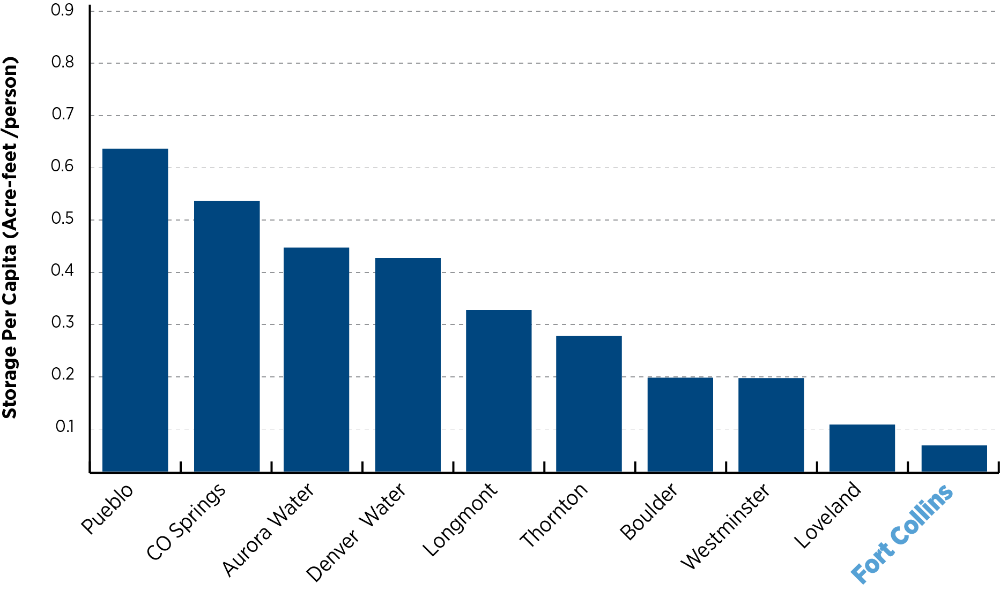 Storage Per Capita (Acre-feet /person)
0.9
0.8
0.7
0.6
0.5
0.4
0.3
0.2
0.1
Pueblo
CO Springs
Aurora Water
Denver Water
Longmont
Thornton
Boulder
Westminster
Loveland
Fort Collins